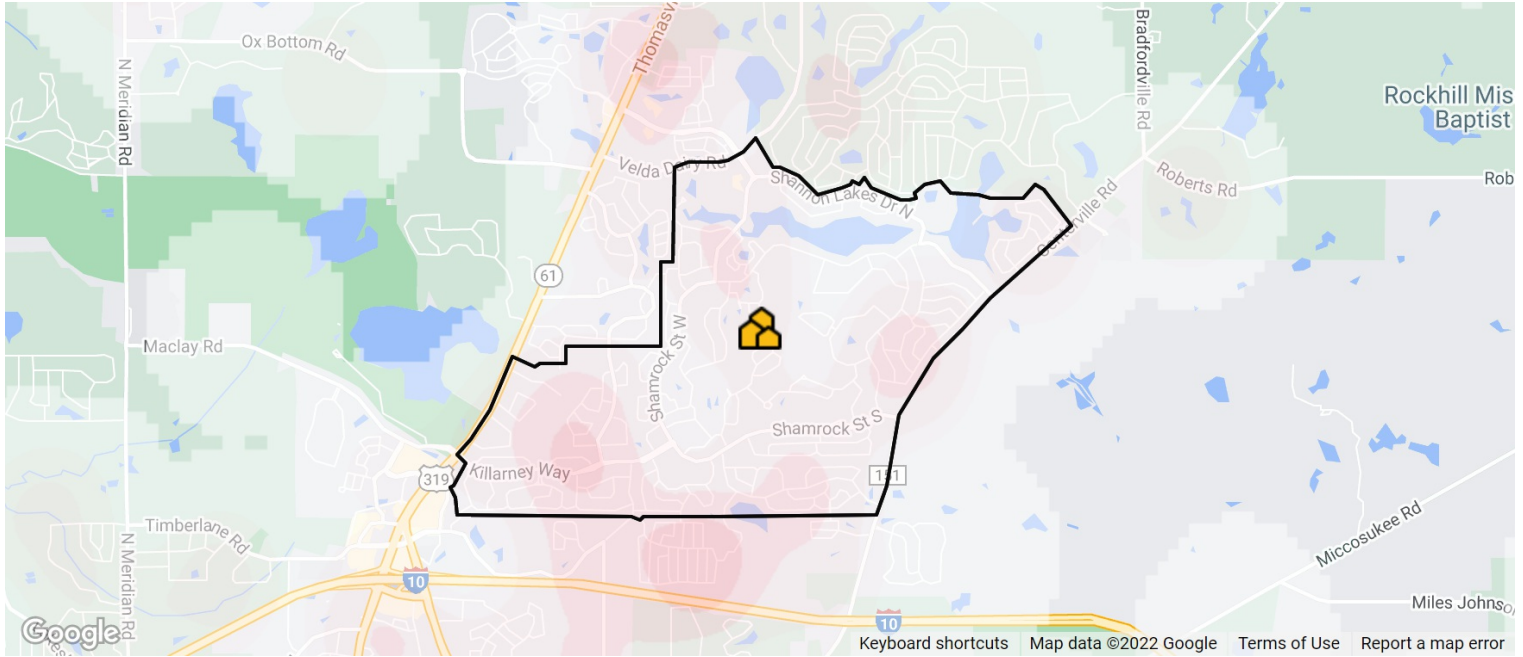 Ox Bottom Rd
N Meridian Rd
Thomasv
Bradfordville Rd
Rockhill Mis
Baptist
Velda Dairy Rd
Shannon Lakes Dr N
Roberts Rd
Rob
Centerville Rd
61
Maclay Rd
Shamrock St W
Shamrock St S
Killarney Way
319
151
Timberlane Rd
N Meridian Rd
10
Miccosukee Rd
10
Miles Johnson
Google
Keyboard shortcuts
Map data ©2022 Google
Terms of Use
Report a map error